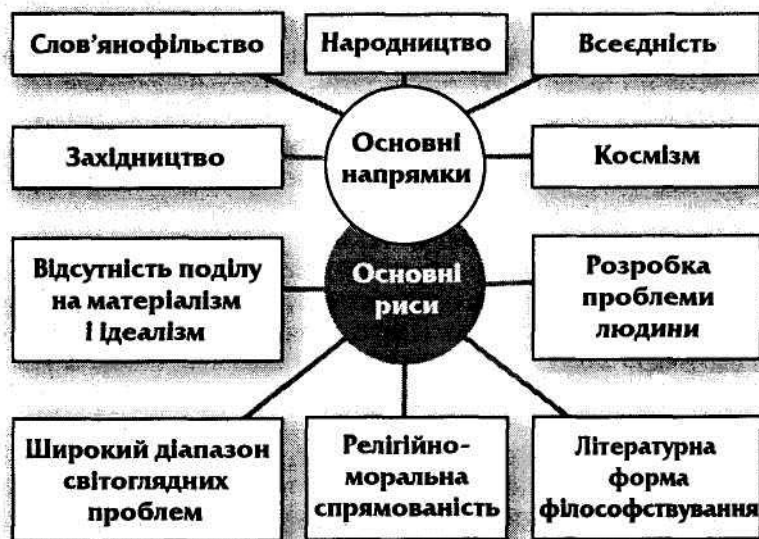 Слов'янофільство
Народництво
Всеєдність
Західництво
Основні
напрямки
Космізм
Відсутність поділу
на матеріалізм
і ідеалізм
Основні
риси
Розробка
проблеми
людини
Широкий діапазон
світоглядних
проблем
Релігійно-
моральна
спрямованість
Літературна
форма
філософствування